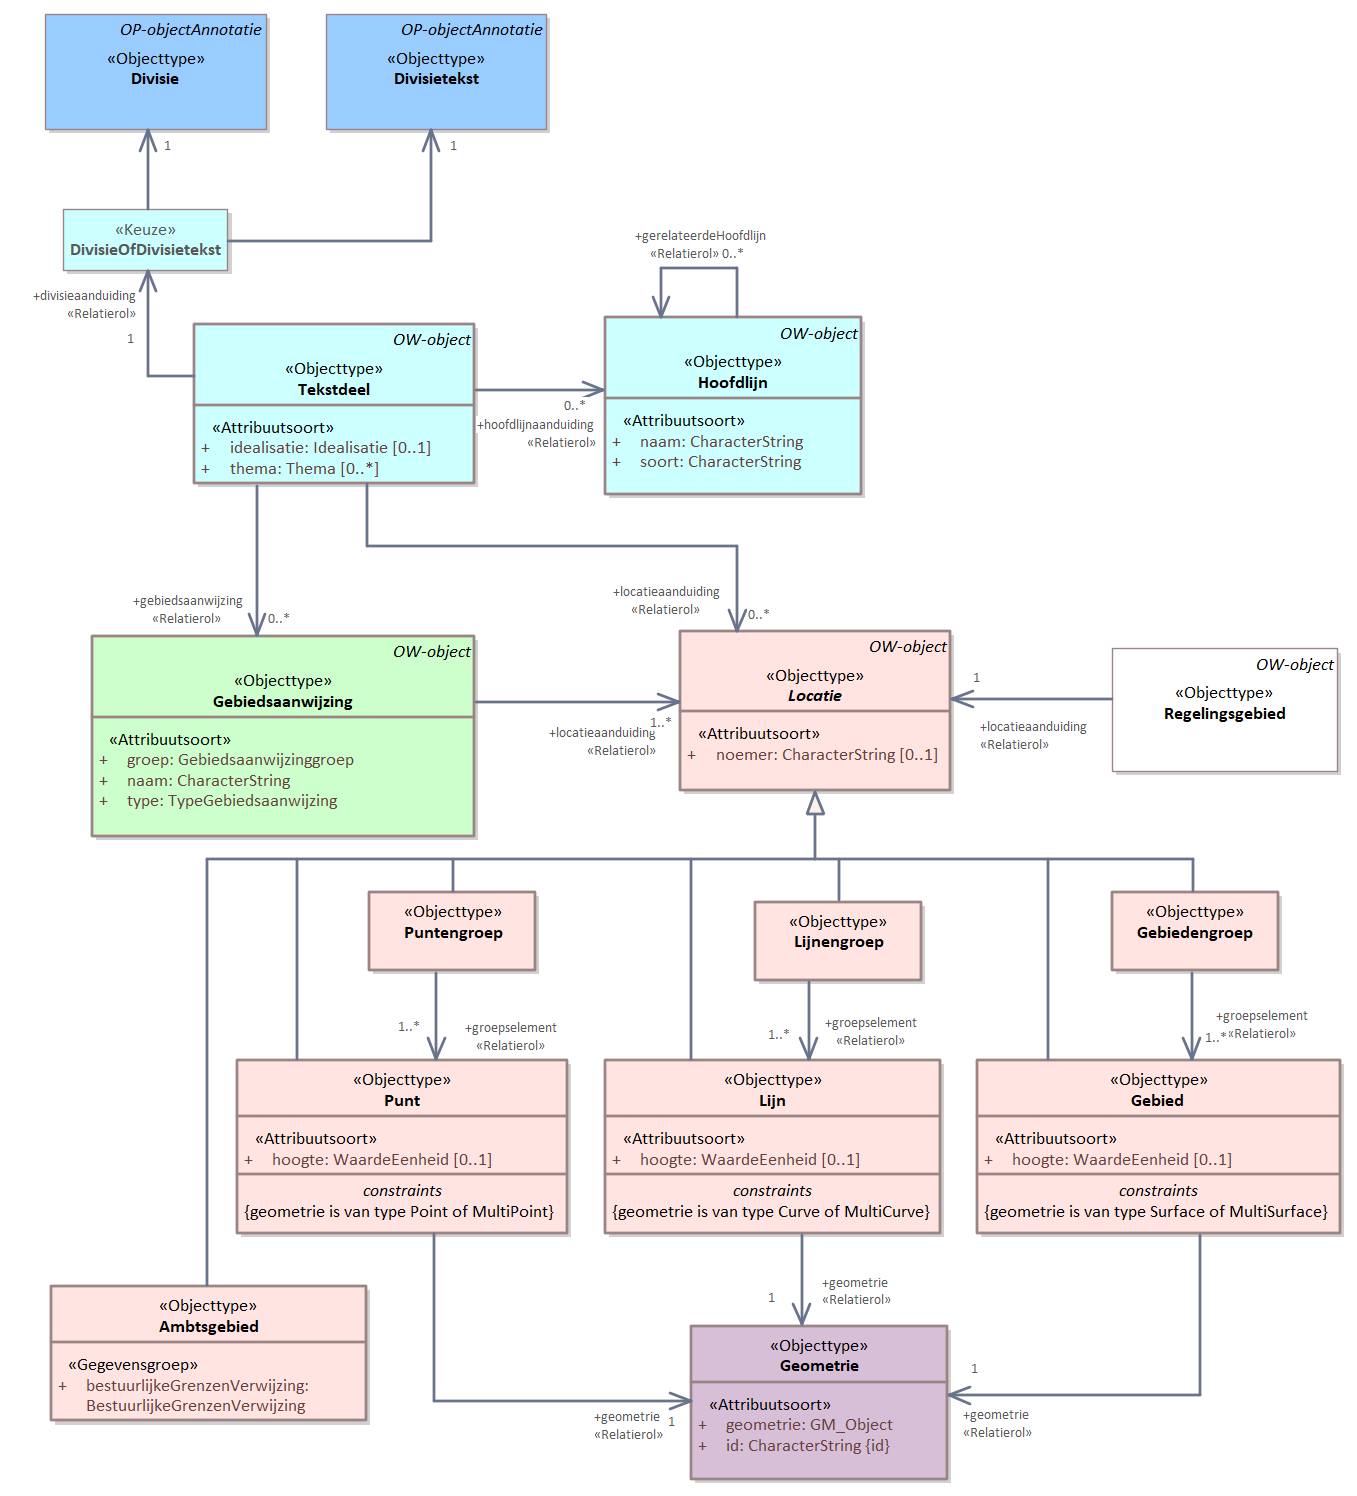 OP-objectAnnotatie
«Objecttype»
Divisie
OP-objectAnnotatie
«Objecttype»
Divisietekst
1
1
«Keuze»
DivisieOfDivisietekst
+divisieaanduiding
«Relatierol»
1
+gerelateerdeHoofdlijn
«Relatierol» 0..*
OW-object
«Objecttype»
Tekstdeel
«Attribuutsoort»
+ idealisatie: Idealisatie [0..1]
+ thema: Thema [0..*]
0..*
+hoofdlijnaanduiding
«Relatierol»
OW-object
«Objecttype»
Hoofdlijn
«Attribuutsoort»
+ naam: CharacterString
+ soort: CharacterString
+gebiedsaanwijzing
«Relatierol»
0..*
+locatieaanduiding
«Relatierol»
0..*
OW-object
«Objecttype»
Gebiedsaanwijzing
«Attribuutsoort»
+ groep: Gebiedsaanwijzinggroep
+ naam: CharacterString
+ type: TypeGebiedsaanwijzing
1..*
+locatieaanduiding
«Relatierol»
OW-object
«Objecttype»
Locatie
«Attribuutsoort»
+ noemer: CharacterString [0..1]
1
+locatieaanduiding
«Relatierol»
OW-object
«Objecttype»
Regelingsgebied
«Objecttype»
Puntengroep
«Objecttype»
Lijnengroep
«Objecttype»
Gebiedengroep
1..*
+groepselement
«Relatierol»
1..*
+groepselement
«Relatierol»
+groepselement
1..* «Relatierol»
«Objecttype»
Punt
«Attribuutsoort»
+ hoogte: WaardeEenheid [0..1]
constraints
{geometrie is van type Point of MultiPoint}
«Objecttype»
Lijn
«Attribuutsoort»
+ hoogte: WaardeEenheid [0..1]
constraints
{geometrie is van type Curve of MultiCurve}
«Objecttype»
Gebied
«Attribuutsoort»
+ hoogte: WaardeEenheid [0..1]
constraints
{geometrie is van type Surface of MultiSurface}
«Objecttype»
Ambtsgebied
«Gegevensgroep»
+ bestuurlijkeGrenzenVerwijzing:
BestuurlijkeGrenzenVerwijzing
1
+geometrie
«Relatierol»
«Objecttype»
Geometrie
«Attribuutsoort»
+ geometrie: GM_Object
+ id: CharacterString {id}
+geometrie
«Relatierol»
1
1
+geometrie
«Relatierol»